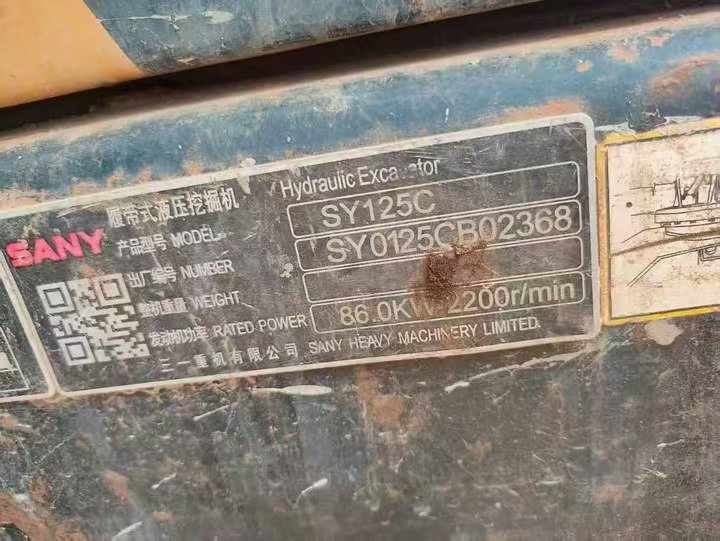 SANY
履带式液压挖掘机 Hydraulic Excavator
产品型号 MODEL SY125C
出厂编号 NUMBER SY0125CB02368
整机重量 WEIGHT
发动机功率 RATED POWER 86.0KW/2200r/min
三一重机有限公司 SANY HEAVY MACHINERY LIMITED.